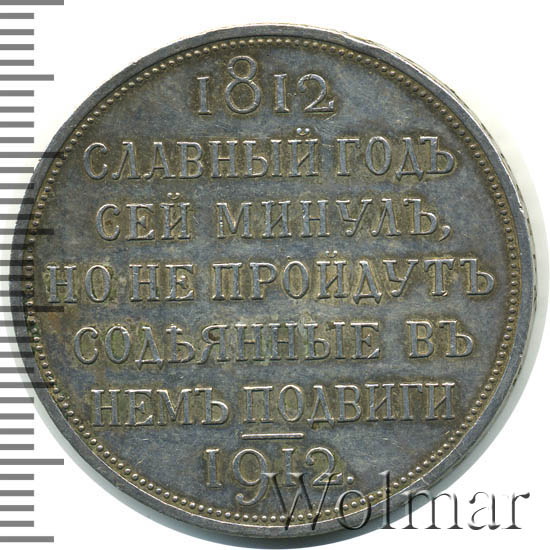 1812
СЛАВНЫЙ ГОДЪ
СЕЙ МИНУЛЪ,
НО НЕ ПРОЙДУТЪ
СОДѢЯННЫЕ ВЪ
НЕМЪ ПОДВИГИ
1912.
Wolmar